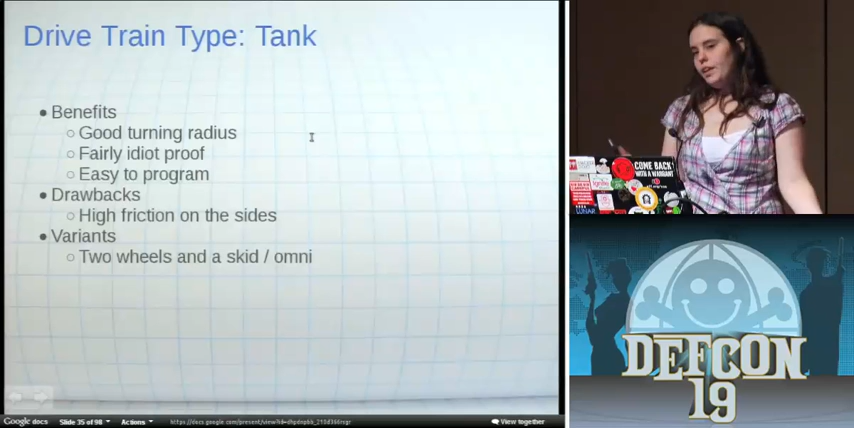 Drive Train Type: Tank
Benefits
Good turning radius
Fairly idiot proof
Easy to program
Drawbacks
High friction on the sides
Variants
Two wheels and a skid / omni
Google docs
Slide 35 of 98
Actions
View together
COME BACK
WITH A WARRANT
ignite
DEFCON
19